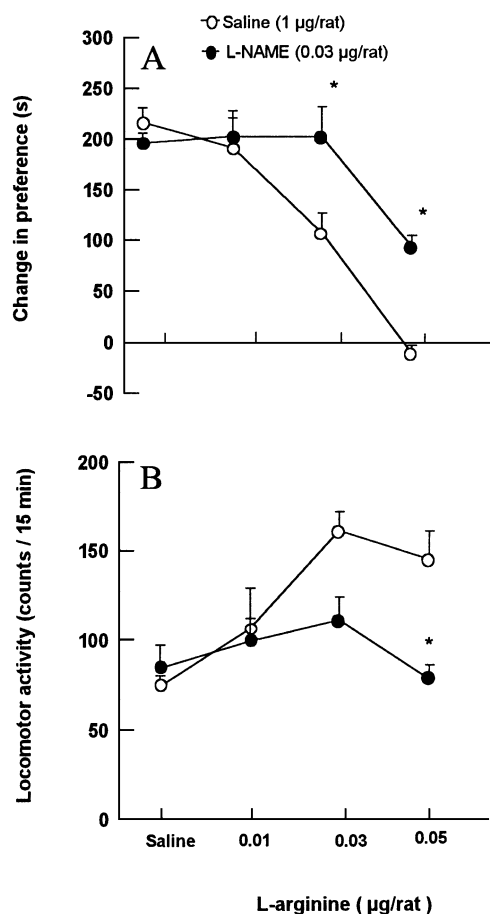 Saline (1 µg/rat)
L-NAME (0.03 µg/rat)
A
300
250
200
150
100
50
0
-50
Change in preference (s)
*
*
B
200
150
100
50
0
Locomotor activity (counts / 15 min)
*
Saline 0.01 0.03 0.05
L-arginine ( µg/rat )